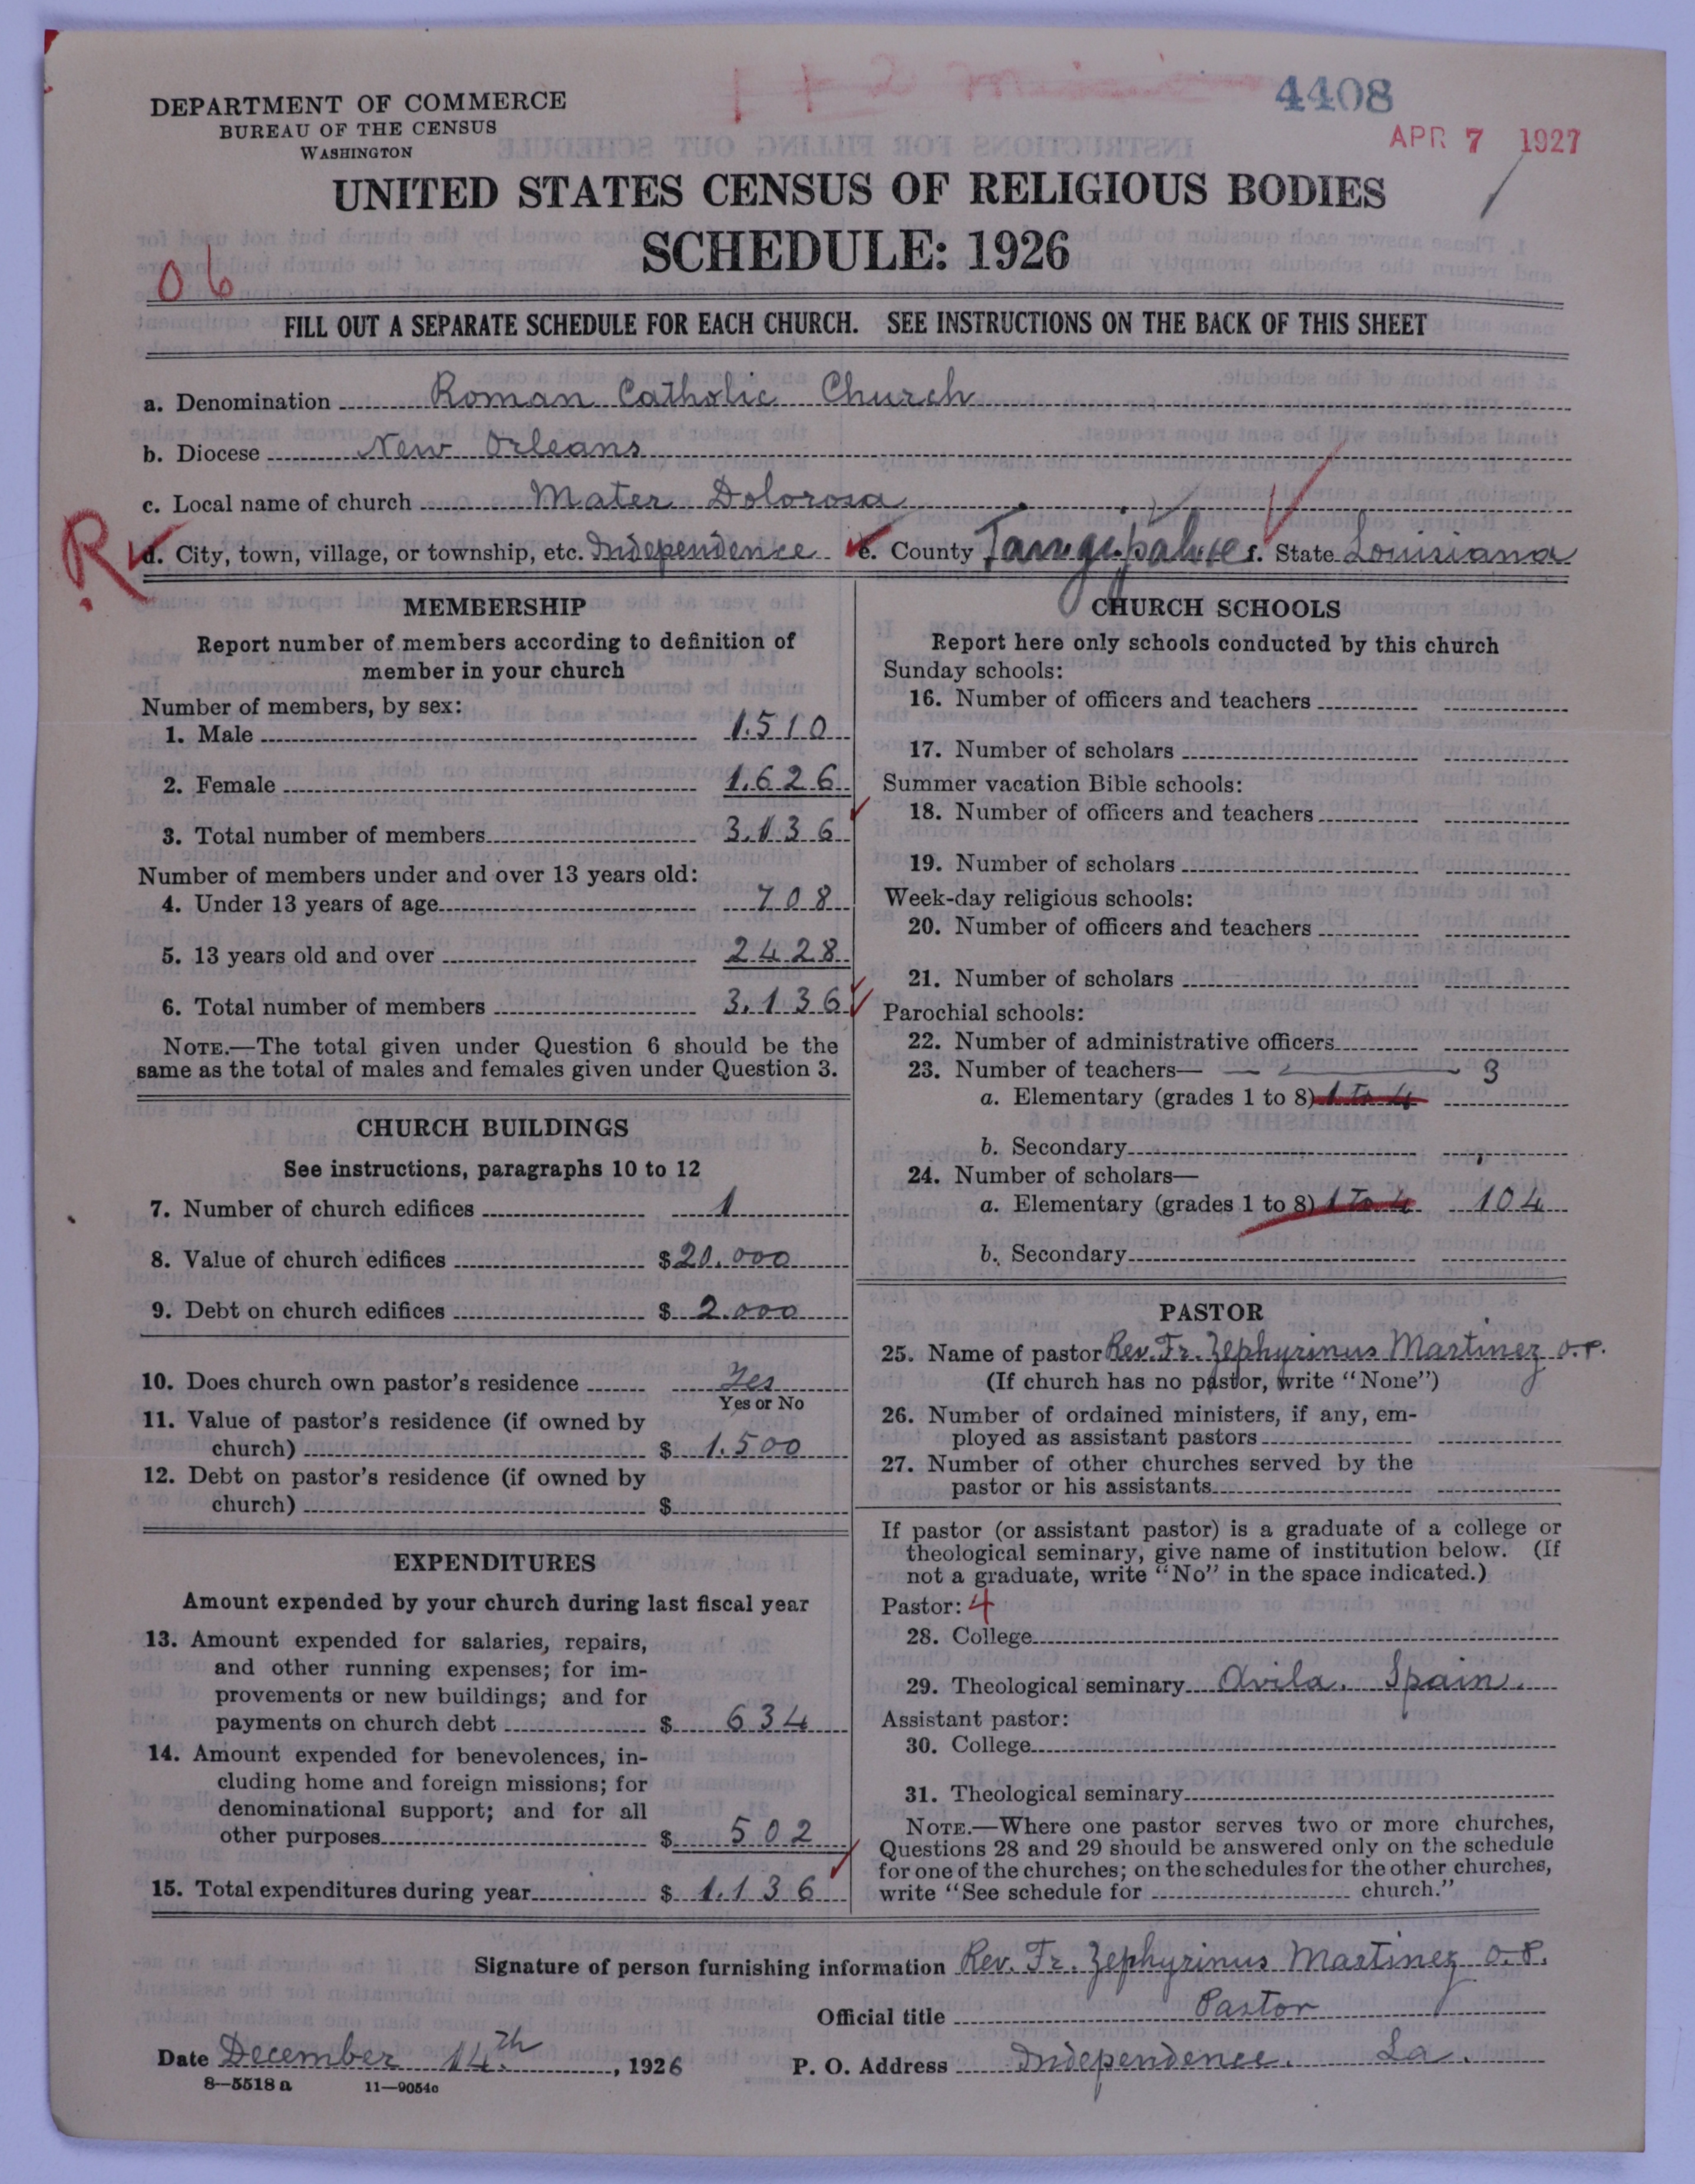 4408
APR 7 1927
DEPARTMENT OF COMMERCE
BUREAU OF THE CENSUS
WASHINGTON
UNITED STATES CENSUS OF RELIGIOUS BODIES
SCHEDULE: 1926
06
FILL OUT A SEPARATE SCHEDULE FOR EACH CHURCH. SEE INSTRUCTIONS ON THE BACK OF THIS SHEET
a. Denomination Roman Catholic Church
b. Diocese New Orleans
c. Local name of church Mater Dolorosa
R
d. City, town, village, or township, etc. Independence e. County Tangipahoe f. State Louisiana
MEMBERSHIP
Report number of members according to definition of
member in your church
Number of members, by sex:
1. Male 1.510
2. Female 1.626
3. Total number of members 3.136
Number of members under and over 13 years old:
4. Under 13 years of age 708
5. 13 years old and over 2428
6. Total number of members 3.136
NOTE.—The total given under Question 6 should be the
same as the total of males and females given under Question 3.
CHURCH BUILDINGS
See instructions, paragraphs 10 to 12
7. Number of church edifices 1
8. Value of church edifices $20.000
9. Debt on church edifices $ 2.000
10. Does church own pastor's residence Yes
Yes or No
11. Value of pastor's residence (if owned by
church) $ 1.500
12. Debt on pastor's residence (if owned by
church) $
EXPENDITURES
Amount expended by your church during last fiscal year
13. Amount expended for salaries, repairs,
and other running expenses; for im-
provements or new buildings; and for
payments on church debt $ 634
14. Amount expended for benevolences, in-
cluding home and foreign missions; for
denominational support; and for all
other purposes $ 502
15. Total expenditures during year $ 1.136
CHURCH SCHOOLS
Report here only schools conducted by this church
Sunday schools:
16. Number of officers and teachers
17. Number of scholars
Summer vacation Bible schools:
18. Number of officers and teachers
19. Number of scholars
Week-day religious schools:
20. Number of officers and teachers
21. Number of scholars
Parochial schools:
22. Number of administrative officers
23. Number of teachers— 3
a. Elementary (grades 1 to 8) 1 to 4
b. Secondary
24. Number of scholars—
a. Elementary (grades 1 to 8) 1 to 4 104
b. Secondary
PASTOR
25. Name of pastor Rev. Fr. Zephyrinus Martinez O.P.
(If church has no pastor, write "None")
26. Number of ordained ministers, if any, em-
ployed as assistant pastors
27. Number of other churches served by the
pastor or his assistants
If pastor (or assistant pastor) is a graduate of a college or
theological seminary, give name of institution below. (If
not a graduate, write "No" in the space indicated.)
Pastor: 4
28. College
29. Theological seminary Avila. Spain.
Assistant pastor:
30. College
31. Theological seminary
NOTE.—Where one pastor serves two or more churches,
Questions 28 and 29 should be answered only on the schedule
for one of the churches; on the schedules for the other churches,
write "See schedule for church."
Signature of person furnishing information Rev. Fr. Zephyrinus Martinez O.P.
Official title Pastor
Date December 14th, 1926 P. O. Address Independence. La.
8—5518 a 11—9054c